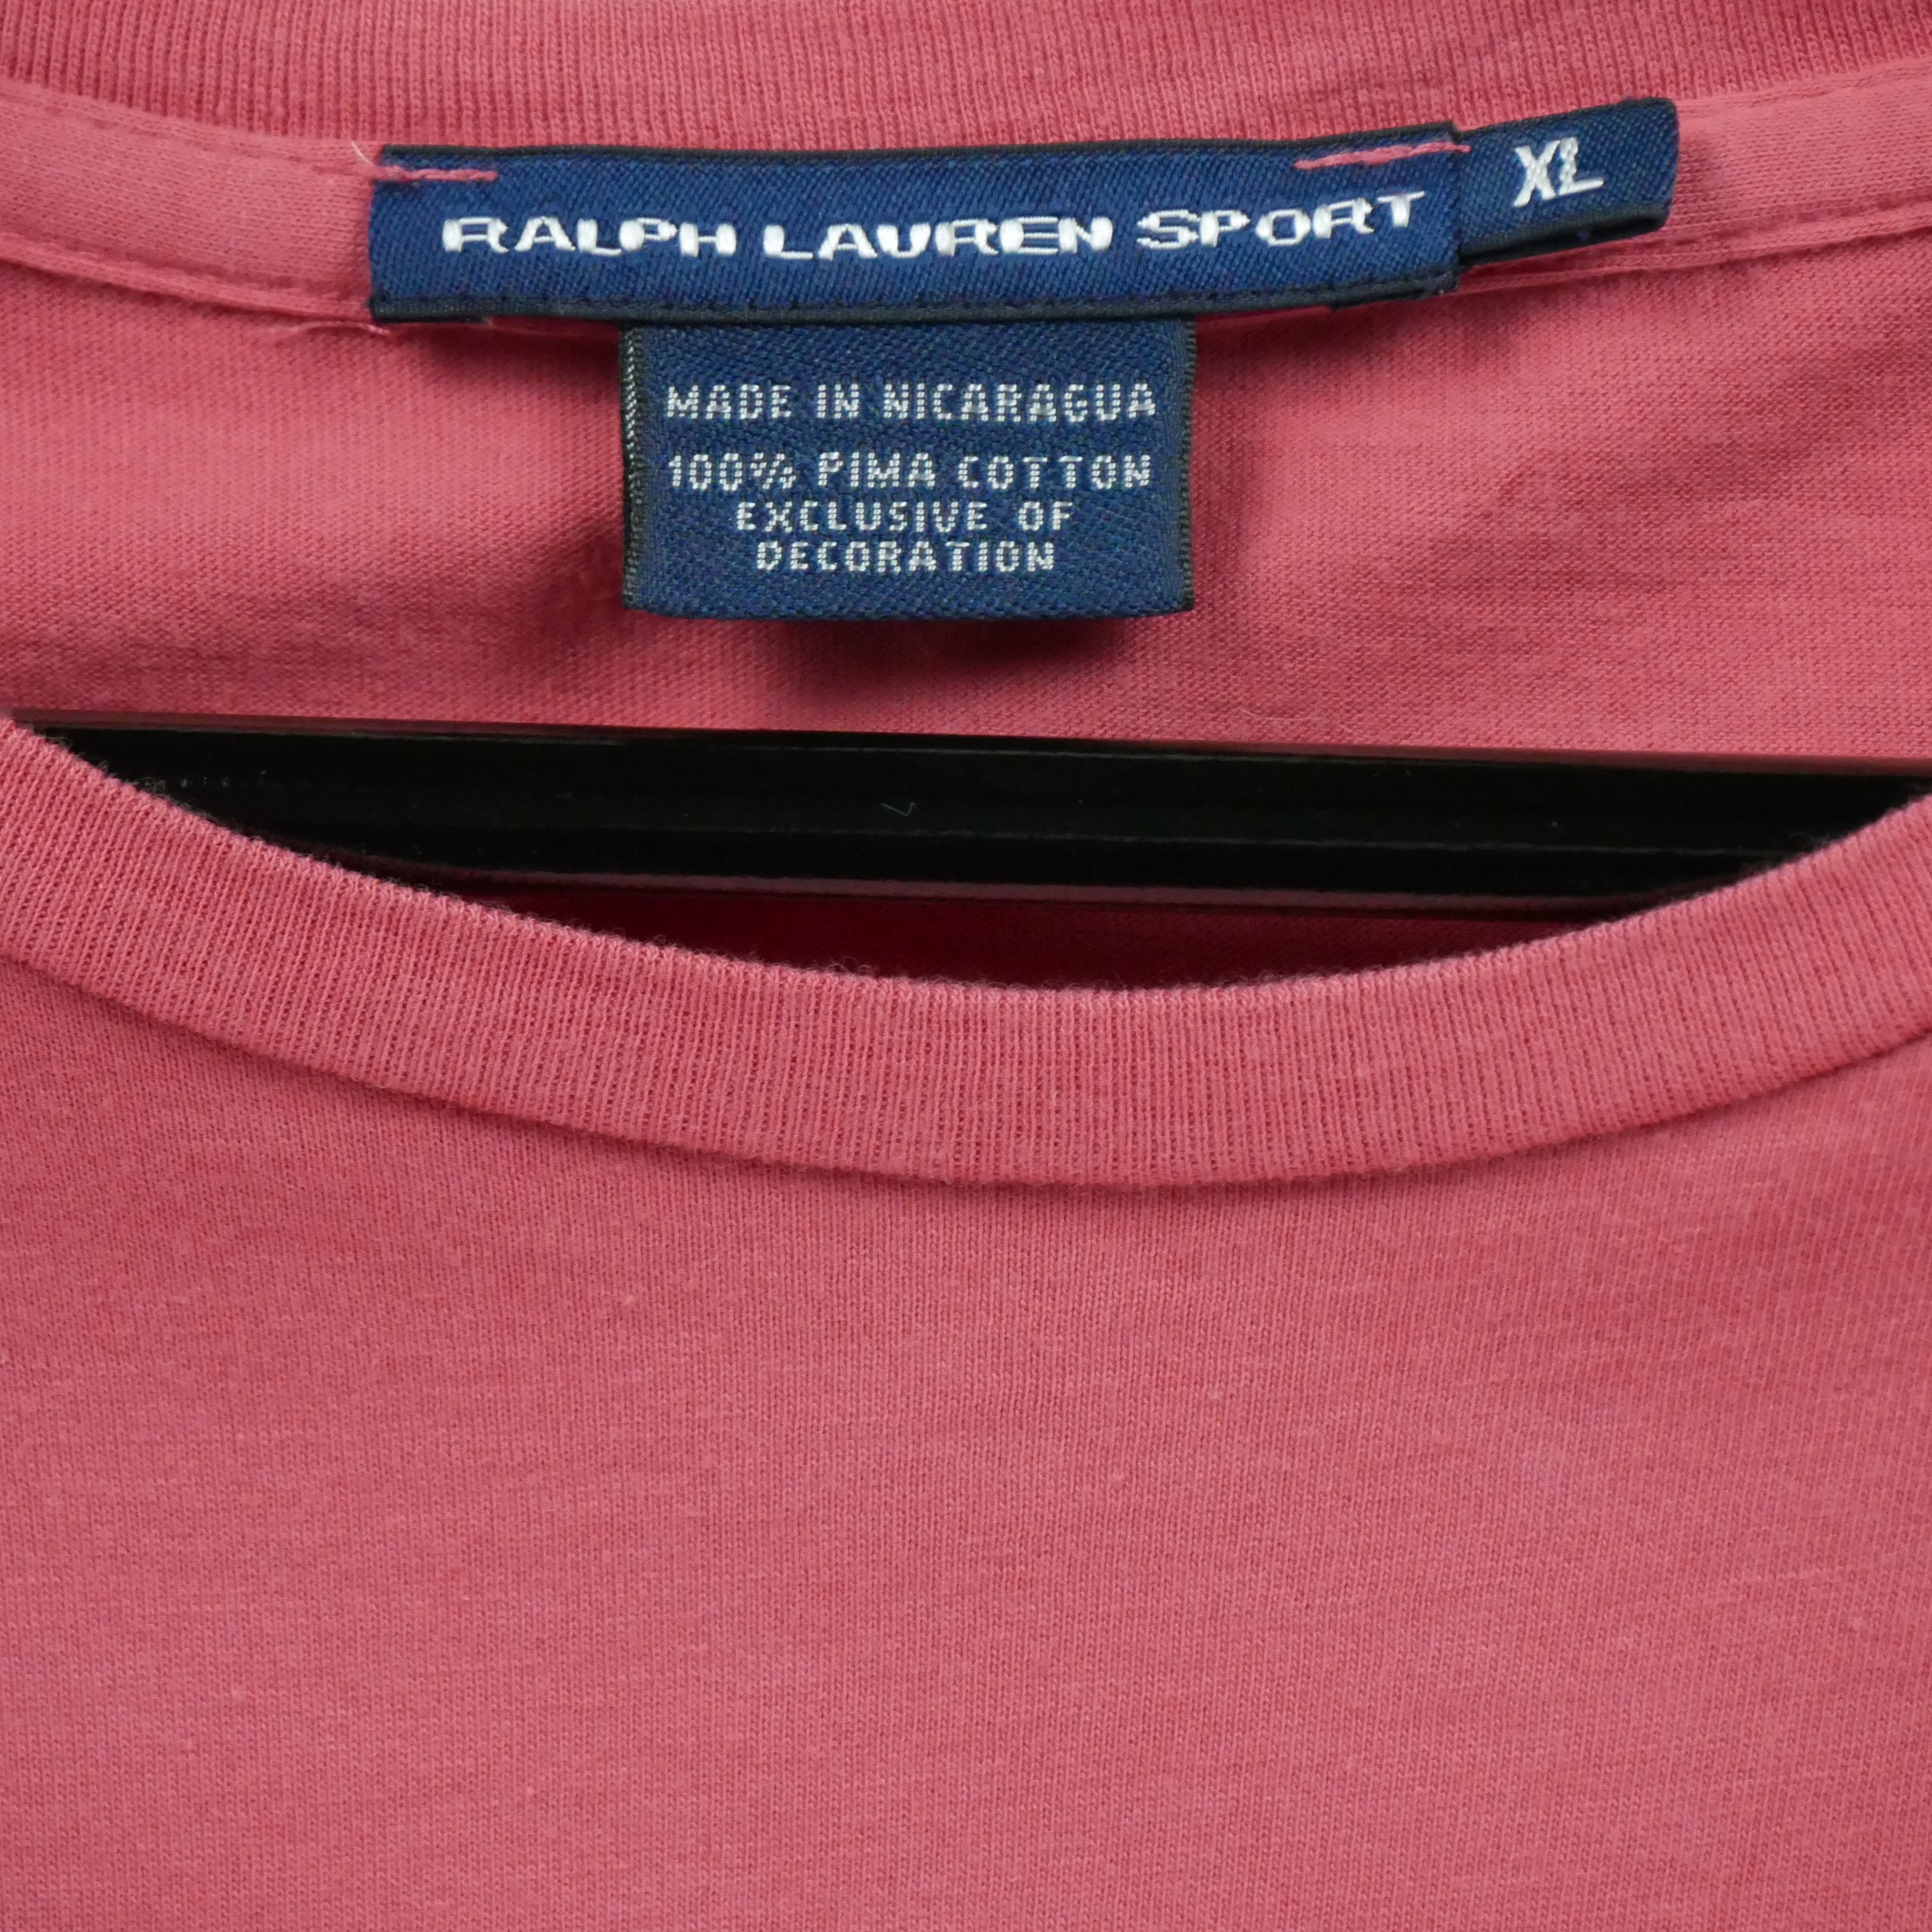 RALPH LAUREN SPORT
XL
MADE IN NICARAGUA
100% PIMA COTTON
EXCLUSIVE OF
DECORATION